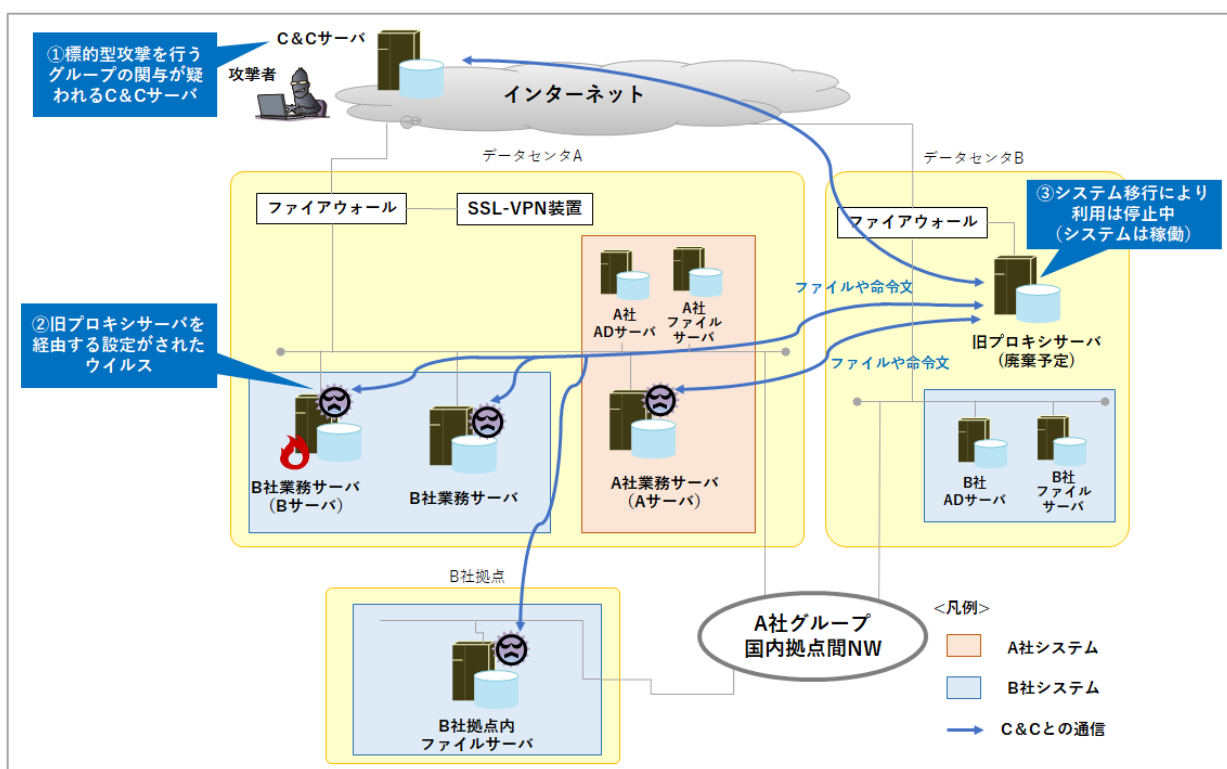 ①標的型攻撃を行う
グループの関与が疑
われるC&Cサーバ
C&Cサーバ
攻撃者
インターネット
データセンタA
データセンタB
ファイアウォール
SSL-VPN装置
ファイアウォール
③システム移行により
利用は停止中
(システムは稼働)
A社
ADサーバ
A社
ファイル
サーバ
ファイルや命令文
旧プロキシサーバ
(廃棄予定)
ファイルや命令文
②旧プロキシサーバを
経由する設定がされた
ウイルス
B社業務サーバ
(Bサーバ)
B社業務サーバ
A社業務サーバ
(Aサーバ)
B社
ADサーバ
B社
ファイル
サーバ
B社拠点
B社拠点内
ファイルサーバ
A社グループ
国内拠点間NW
<凡例>
A社システム
B社システム
C&Cとの通信